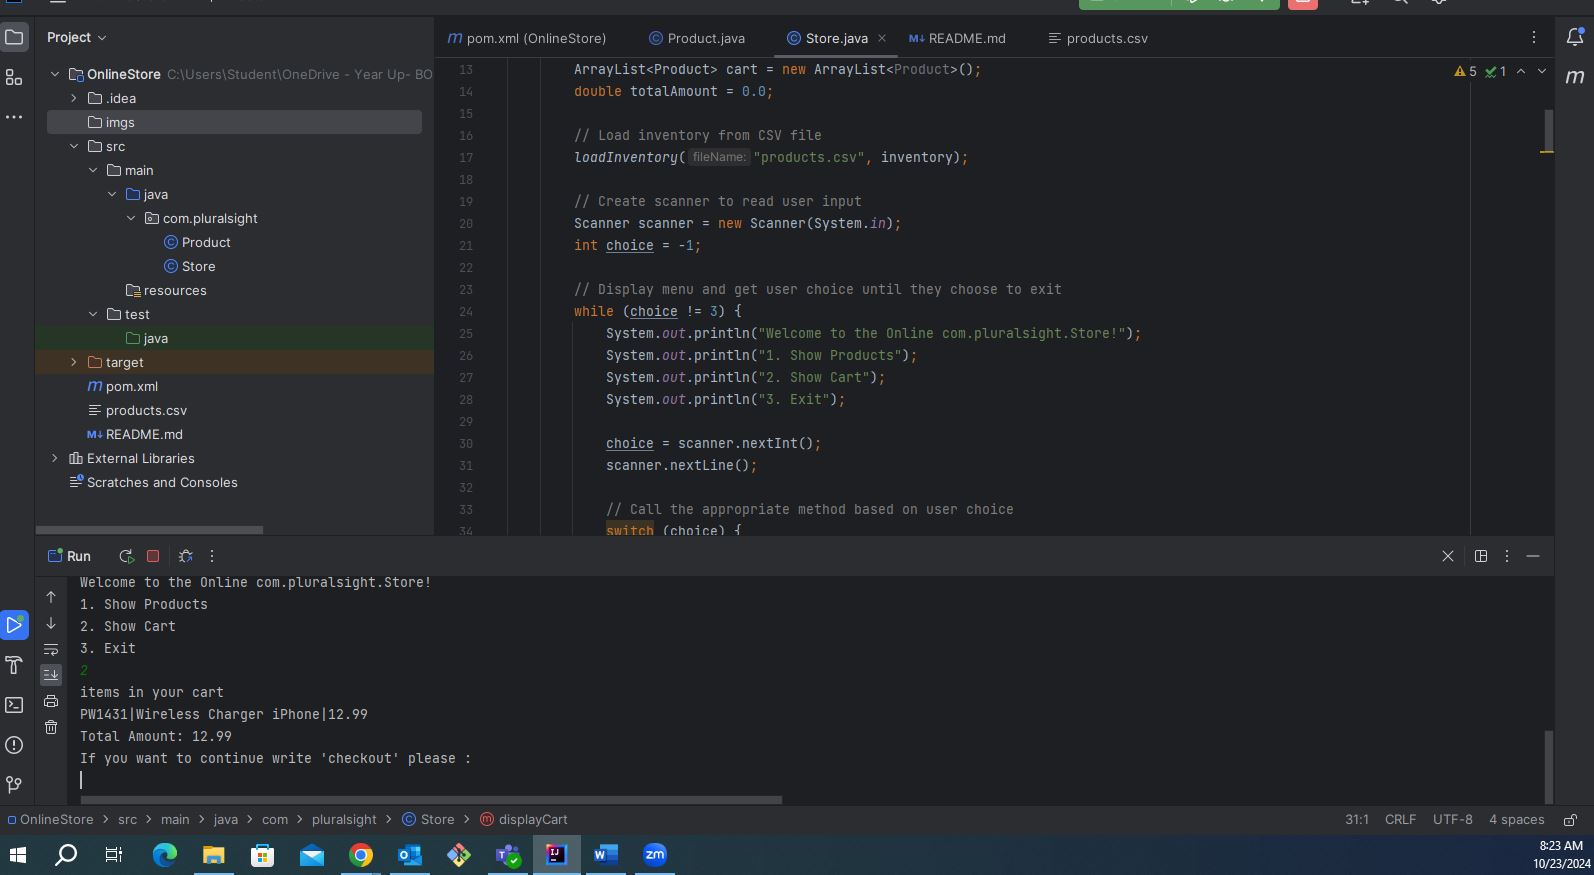 Project
OnlineStore C:\Users\Student\OneDrive - Year Up- BO
.idea
imgs
src
main
java
com.pluralsight
Product
Store
resources
test
java
target
pom.xml
products.csv
README.md
External Libraries
Scratches and Consoles
pom.xml (OnlineStore)
Product.java
Store.java
README.md
products.csv
5 1
13 ArrayList<Product> cart = new ArrayList<Product>();
14 double totalAmount = 0.0;
15
16 // Load inventory from CSV file
17 loadInventory( fileName: "products.csv", inventory);
18
19 // Create scanner to read user input
20 Scanner scanner = new Scanner(System.in);
21 int choice = -1;
22
23 // Display menu and get user choice until they choose to exit
24 while (choice != 3) {
25 System.out.println("Welcome to the Online com.pluralsight.Store!");
26 System.out.println("1. Show Products");
27 System.out.println("2. Show Cart");
28 System.out.println("3. Exit");
29
30 choice = scanner.nextInt();
31 scanner.nextLine();
32
33 // Call the appropriate method based on user choice
34 switch (choice) {
Run
Welcome to the Online com.pluralsight.Store!
1. Show Products
2. Show Cart
3. Exit
2
items in your cart
PW1431|Wireless Charger iPhone|12.99
Total Amount: 12.99
If you want to continue write 'checkout' please :
OnlineStore > src > main > java > com > pluralsight > Store > displayCart
31:1 CRLF UTF-8 4 spaces
8:23 AM
10/23/2024